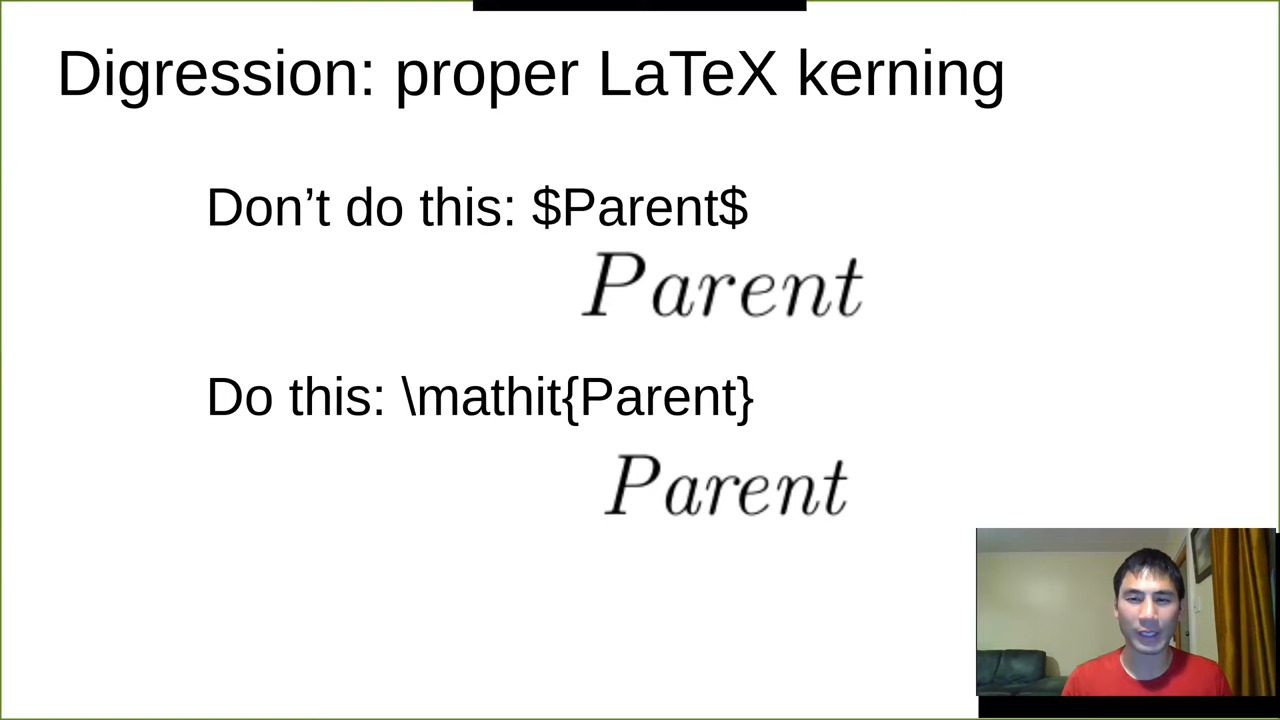 Digression: proper LaTeX kerning
Don’t do this: $Parent$
Parent
Do this: \mathit{Parent}
Parent